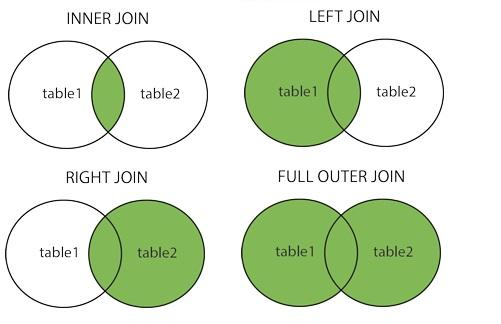 INNER JOIN
table1 table2
LEFT JOIN
table1 table2
RIGHT JOIN
table1 table2
FULL OUTER JOIN
table1 table2